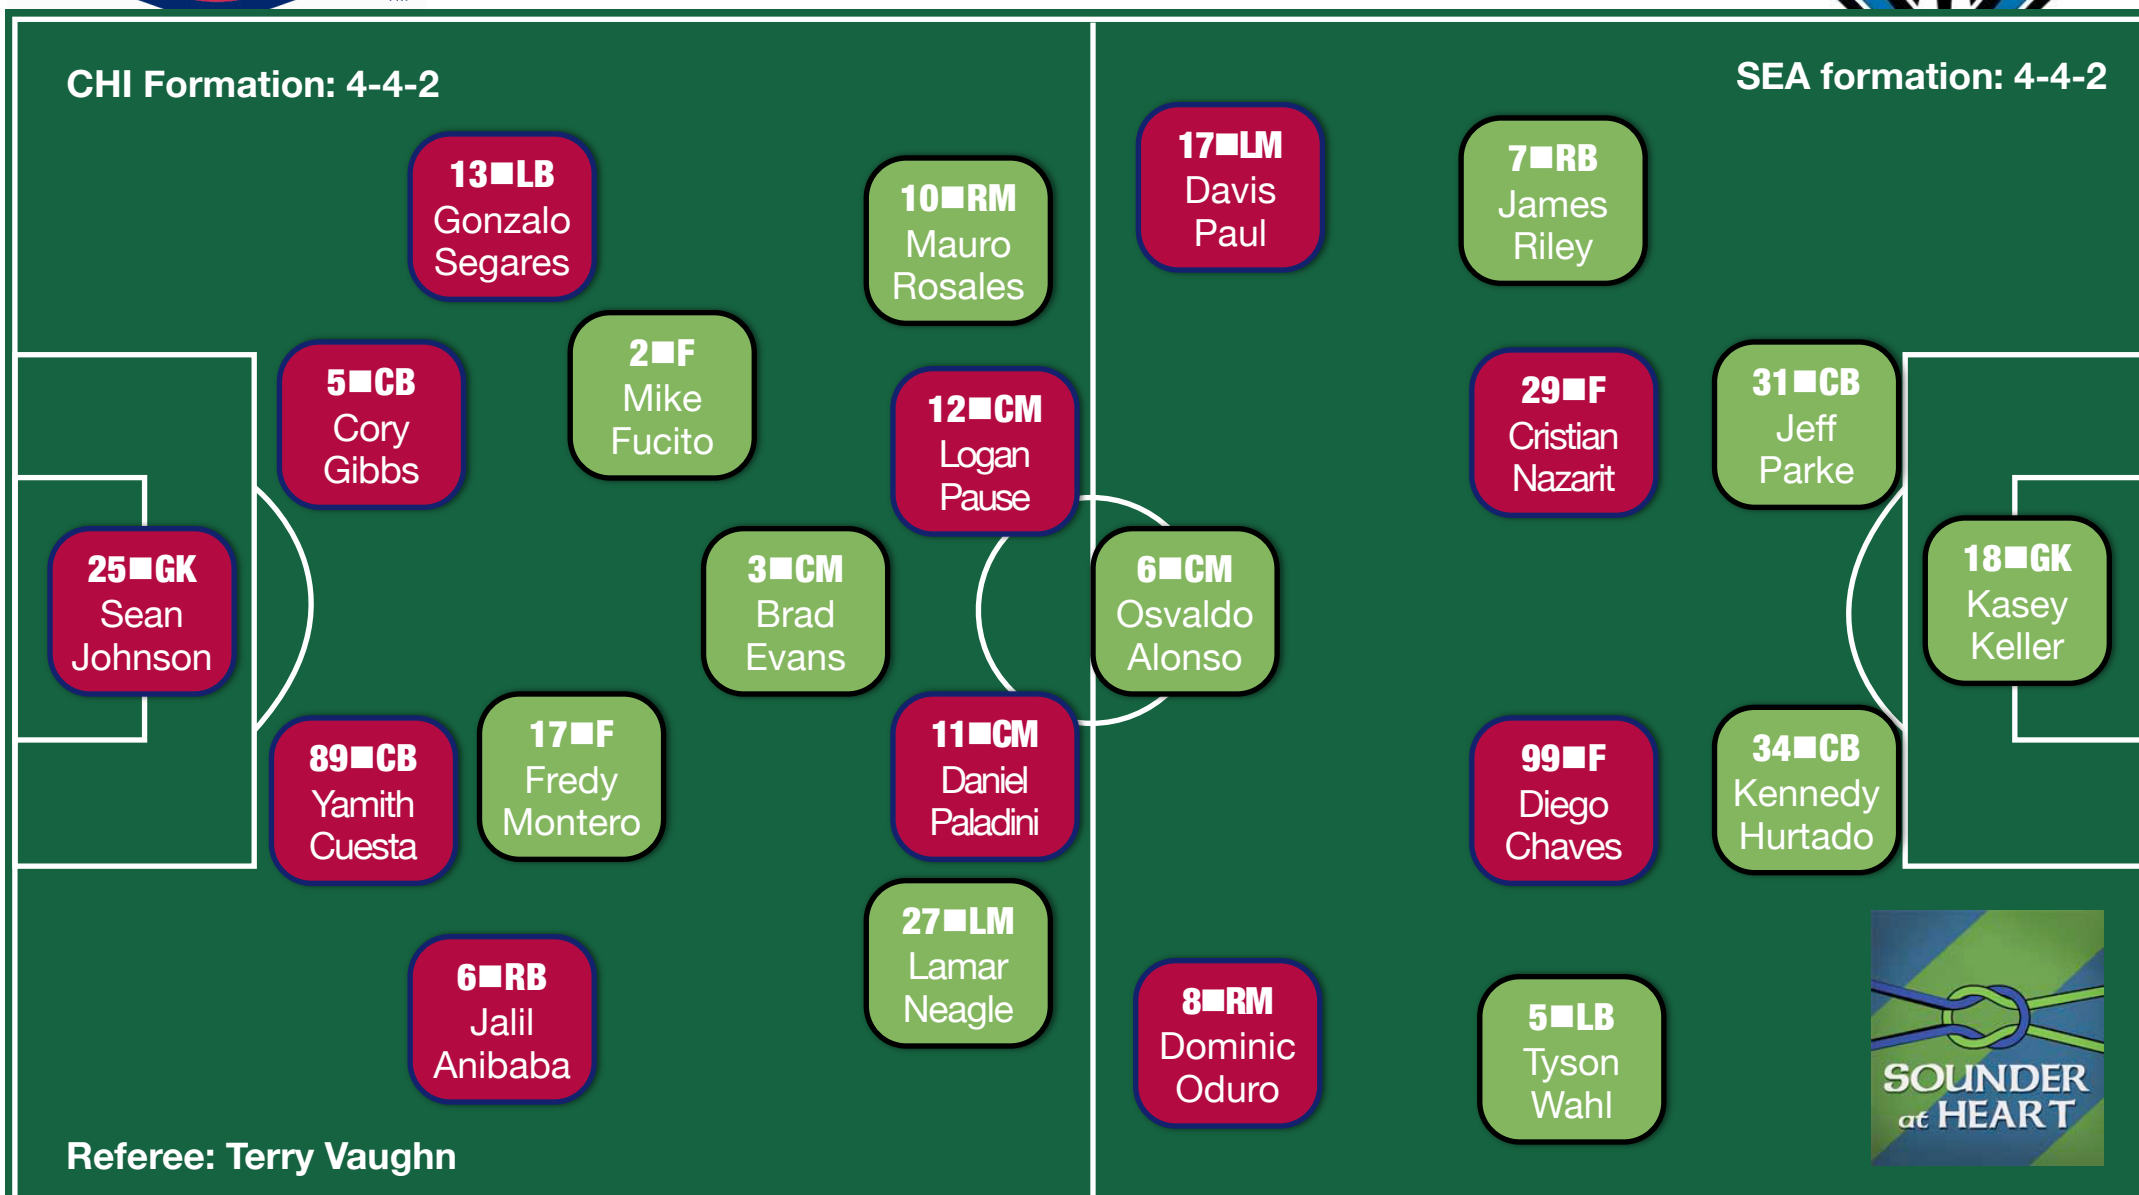 CHI Formation: 4-4-2
SEA formation: 4-4-2
13■LB
Gonzalo
Segares
10■RM
Mauro
Rosales
17■LM
Davis
Paul
7■RB
James
Riley
5■CB
Cory
Gibbs
2■F
Mike
Fucito
12■CM
Logan
Pause
29■F
Cristian
Nazarit
31■CB
Jeff
Parke
25■GK
Sean
Johnson
3■CM
Brad
Evans
6■CM
Osvaldo
Alonso
18■GK
Kasey
Keller
89■CB
Yamith
Cuesta
17■F
Fredy
Montero
11■CM
Daniel
Paladini
99■F
Diego
Chaves
34■CB
Kennedy
Hurtado
6■RB
Jalil
Anibaba
27■LM
Lamar
Neagle
8■RM
Dominic
Oduro
5■LB
Tyson
Wahl
SOUNDER
at HEART
Referee: Terry Vaughn